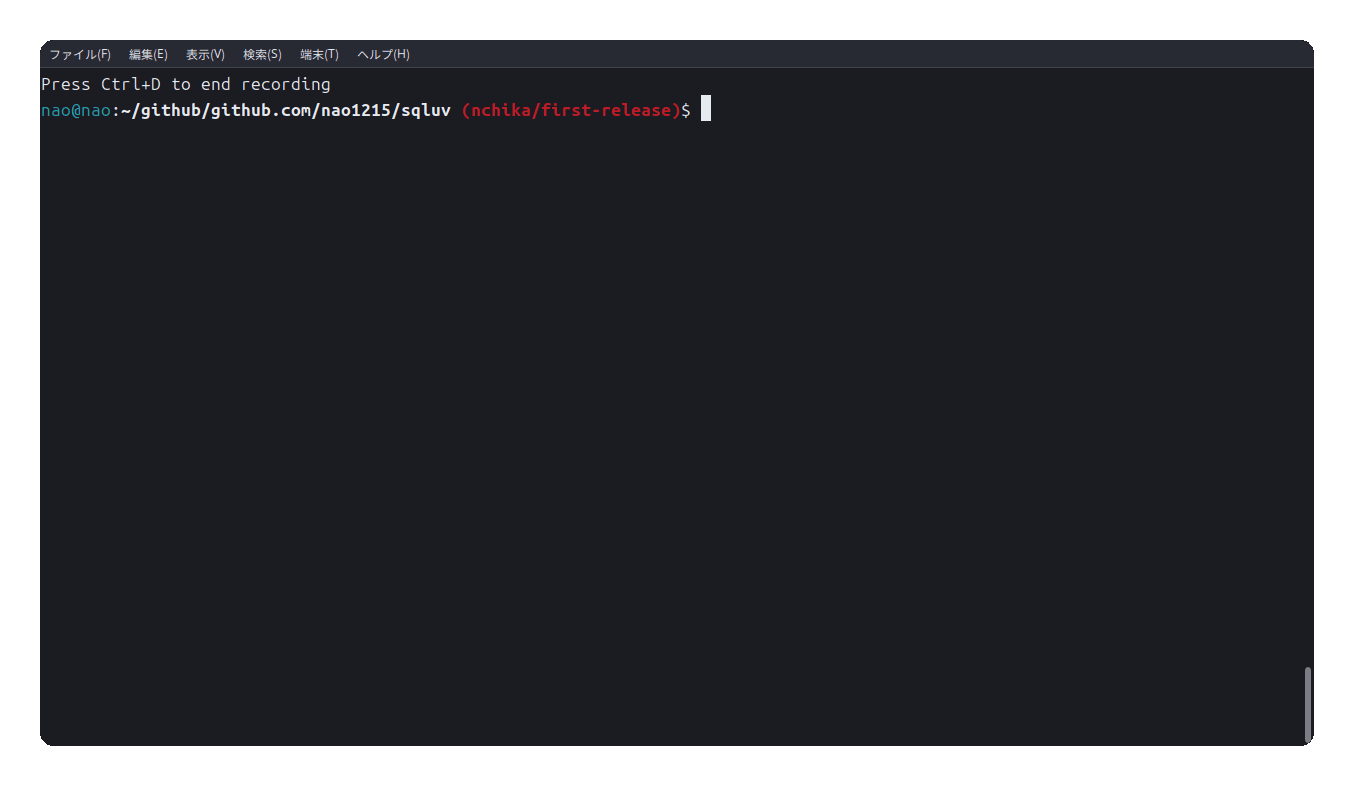 ファイル(F) 編集(E) 表示(V) 検索(S) 端末(T) ヘルプ(H)
Press Ctrl+D to end recording
nao@nao:~/github/github.com/nao1215/sqluv (nchika/first-release)$